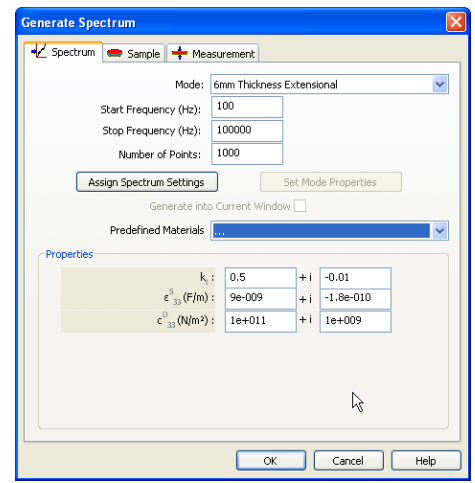 Generate Spectrum
Spectrum Sample Measurement
Mode: 6mm Thickness Extensional
Start Frequency (Hz): 100
Stop Frequency (Hz): 100000
Number of Points: 1000
Assign Spectrum Settings Set Mode Properties
Generate into Current Window
Predefined Materials ...
Properties
kt : 0.5 + i -0.01
εS33 (F/m) : 9e-009 + i -1.8e-010
cD33 (N/m²) : 1e+011 + i 1e+009
OK Cancel Help